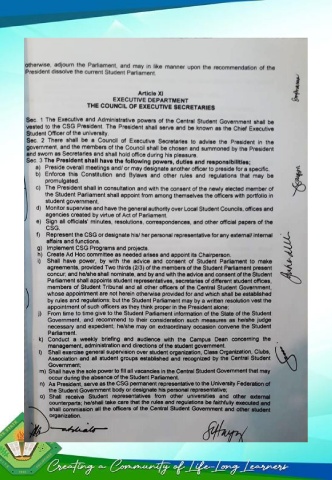 otherwise, adjourn the Parliament, and may in like manner upon the recommendation of the
President dissolve the current Student Parliament.
Article XI
EXECUTIVE DEPARTMENT
THE COUNCIL OF EXECUTIVE SECRETARIES
Sec. 1 The Executive and Administrative powers of the Central Student Government shall be
vested to the CSG President. The President shall serve and be known as the Chief Executive
Student Officer of the university.
Sec. 2 There shall be a Council of Executive Secretaries to advise the President in the
government, and the members of the Council shall be chosen and summoned by the President
and sworn as Secretaries and shall hold office during his pleasure.
Sec. 3 The President shall have the following powers, duties and responsibilities;
a) Preside overall meetings and or may designate another officer to preside for a specific.
b) Enforce this Constitution and Bylaws and other rules and regulations that may be
promulgated.
c) The President shall in consultation and with the consent of the newly elected member of
the Student Parliament shall appoint from among themselves the officers with portfolio in
student government.
d) Monitor supervise and have the general authority over Local Student Councils, offices and
agencies created by virtue of Act of Parliament.
e) Sign all officials' minutes, resolutions, correspondences, and other official papers of the
CSG.
f) Represent the CSG or designate his/ her personal representative for any external/ internal
affairs and functions.
g) Implement CSG Programs and projects.
h) Create Ad Hoc committee as needed arises and appoint its Chairperson.
i) Shall have power, by with the advice and consent of Student Parliament to make
agreements, provided Two thirds (2/3) of the members of the Student Parliament present
concur; and he/she shall nominate, and by and with the advice and consent of the Student
Parliament shall appoint student representatives, secretaries of different student offices,
members of Student Tribunal and all other officers of the Central Student Government,
whose appointment are not herein otherwise provided for and which shall be established
by rules and regulations; but the Student Parliament may by a written resolution vest the
appointment of such officers as they think proper in the President alone;
j) From time to time give to the Student Parliament information of the State of the Student
Government, and recommend to their consideration such measures as he/she judge
necessary and expedient; he/she may on extraordinary occasion convene the Student
Parliament.
k) Conduct a weekly briefing and audience with the Campus Dean concerning the
management, administration and directions of the student government.
l) Shall exercise general supervision over student organization, Class Organization, Clubs,
Association and all student groups established and recognized by the Central Student
Government;
m) Shall have the sole power to fill all vacancies in the Central Student Government that may
occur during the absence of the Student Parliament.
n) As President, serve as the CSG permanent representative to the University Federation of
the Student Government body or designate his personal representative;
o) Shall receive Student Representatives from other universities and other external
counterparts; he/shall take care that the rules and regulations be faithfully executed and
shall commission all the officers of the Central Student Government and other student
organization.
Creating a Community of Life-Long Learners